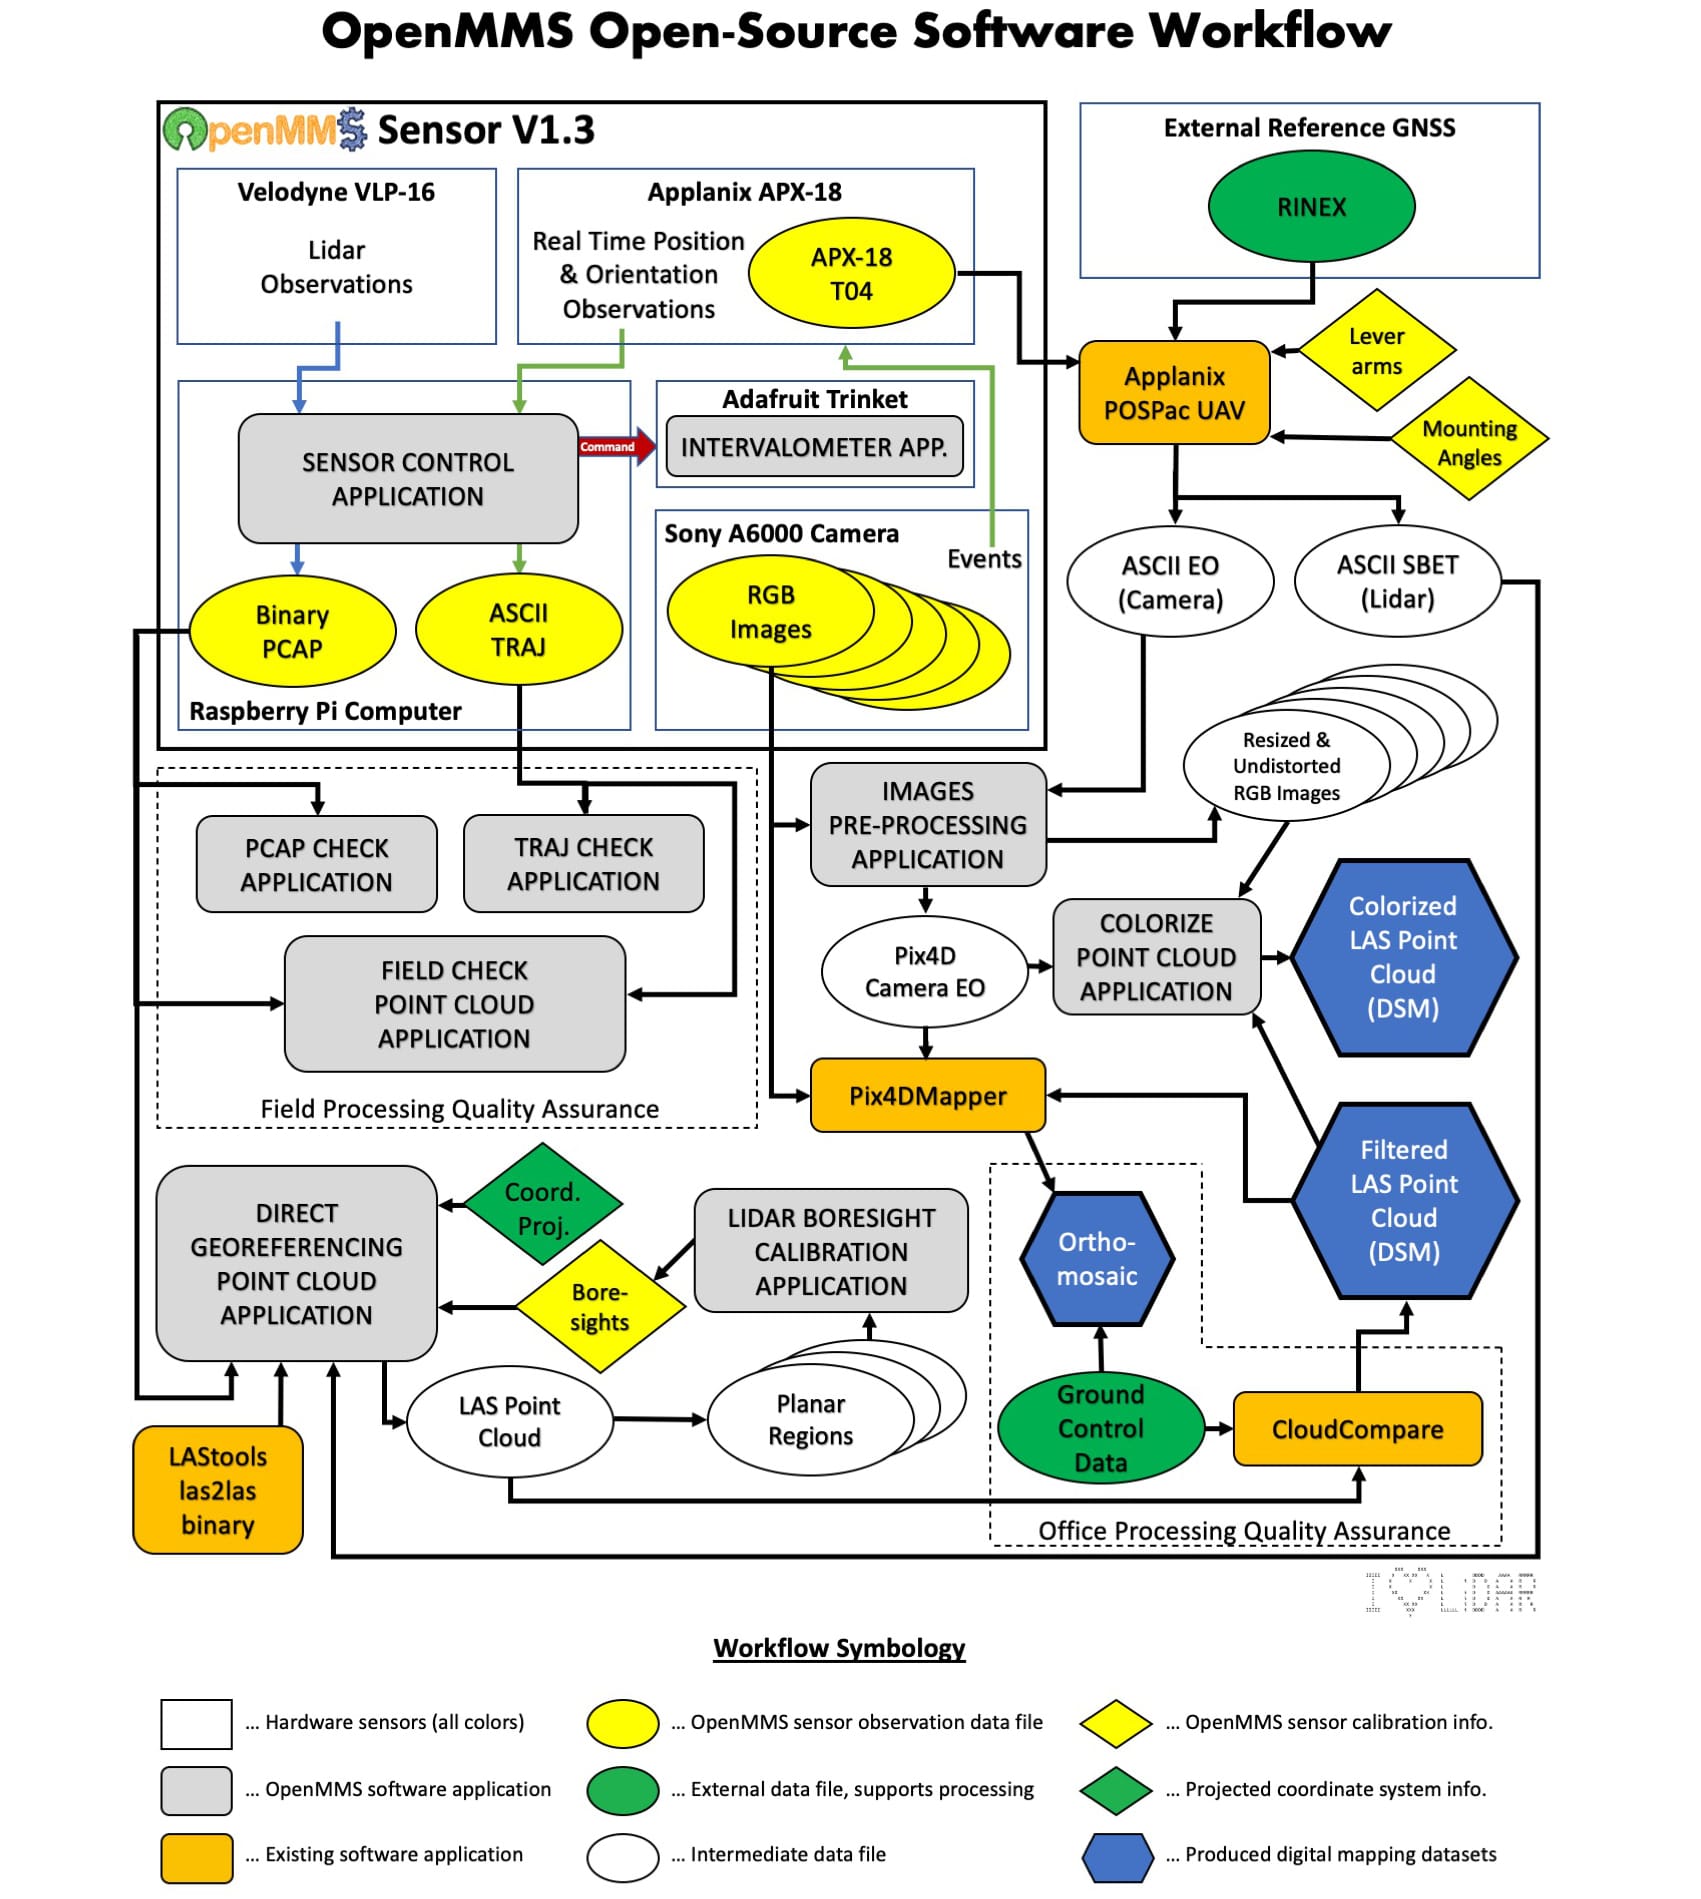 OpenMMS Open-Source Software Workflow
OpenMMS Sensor V1.3
External Reference GNSS
RINEX
Velodyne VLP-16
Lidar
Observations
Applanix APX-18
Real Time Position
& Orientation
Observations
APX-18
T04
Lever
arms
Applanix
POSPac UAV
Mounting
Angles
SENSOR CONTROL
APPLICATION
Command
Adafruit Trinket
INTERVALOMETER APP.
Sony A6000 Camera
Events
RGB
Images
Binary
PCAP
ASCII
TRAJ
Raspberry Pi Computer
ASCII EO
(Camera)
ASCII SBET
(Lidar)
Resized &
Undistorted
RGB Images
IMAGES
PRE-PROCESSING
APPLICATION
PCAP CHECK
APPLICATION
TRAJ CHECK
APPLICATION
FIELD CHECK
POINT CLOUD
APPLICATION
Field Processing Quality Assurance
Pix4D
Camera EO
COLORIZE
POINT CLOUD
APPLICATION
Colorized
LAS Point
Cloud
(DSM)
Pix4DMapper
Filtered
LAS Point
Cloud
(DSM)
DIRECT
GEOREFERENCING
POINT CLOUD
APPLICATION
Coord.
Proj.
Bore-
sights
LIDAR BORESIGHT
CALIBRATION
APPLICATION
Ortho-
mosaic
LAS Point
Cloud
Planar
Regions
Ground
Control
Data
CloudCompare
LAStools
las2las
binary
Office Processing Quality Assurance
I LiDAR
Workflow Symbology
... Hardware sensors (all colors)
... OpenMMS sensor observation data file
... OpenMMS sensor calibration info.
... OpenMMS software application
... External data file, supports processing
... Projected coordinate system info.
... Existing software application
... Intermediate data file
... Produced digital mapping datasets